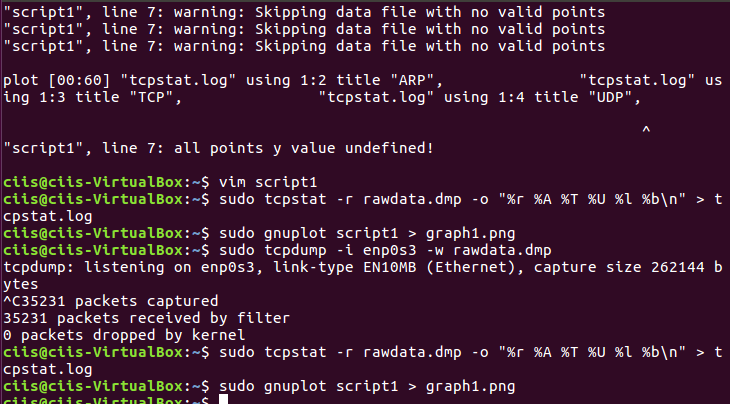 "script1", line 7: warning: Skipping data file with no valid points
"script1", line 7: warning: Skipping data file with no valid points
"script1", line 7: warning: Skipping data file with no valid points
plot [00:60] "tcpstat.log" using 1:2 title "ARP",             "tcpstat.log" us
ing 1:3 title "TCP",             "tcpstat.log" using 1:4 title "UDP",
^
"script1", line 7: all points y value undefined!
ciis@ciis-VirtualBox:~$ vim script1
ciis@ciis-VirtualBox:~$ sudo tcpstat -r rawdata.dmp -o "%r %A %T %U %l %b\n" > t
cpstat.log
ciis@ciis-VirtualBox:~$ sudo gnuplot script1 > graph1.png
ciis@ciis-VirtualBox:~$ sudo tcpdump -i enp0s3 -w rawdata.dmp
tcpdump: listening on enp0s3, link-type EN10MB (Ethernet), capture size 262144 b
ytes
^C35231 packets captured
35231 packets received by filter
0 packets dropped by kernel
ciis@ciis-VirtualBox:~$ sudo tcpstat -r rawdata.dmp -o "%r %A %T %U %l %b\n" > t
cpstat.log
ciis@ciis-VirtualBox:~$ sudo gnuplot script1 > graph1.png
ciis@ciis-VirtualBox:~$